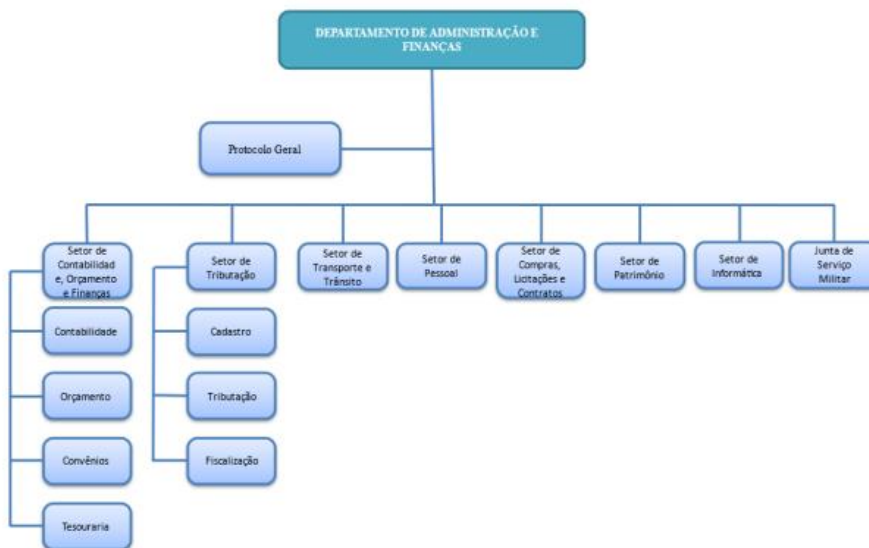 DEPARTAMENTO DE ADMINISTRAÇÃO E
FINANÇAS
Protocolo Geral
Setor de
Contabilidad
e, Orçamento
e Finanças
Setor de
Tributação
Setor de
Transporte e
Trânsito
Setor de
Pessoal
Setor de
Compras,
Licitações e
Contratos
Setor de
Patrimônio
Setor de
Informática
Junta de
Serviço
Militar
Contabilidade
Cadastro
Orçamento
Tributação
Convênios
Fiscalização
Tesouraria